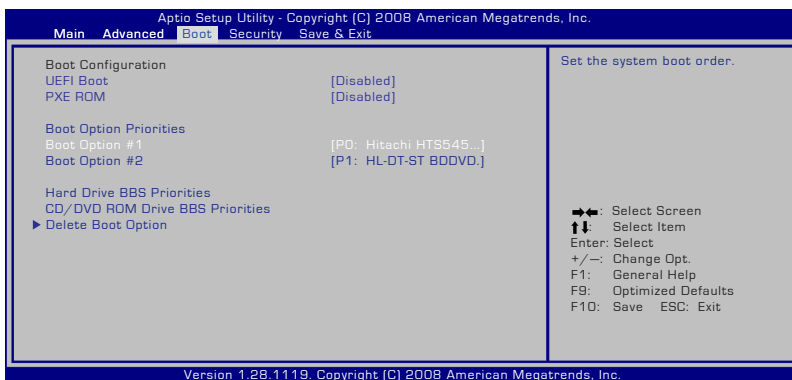 Aptio Setup Utility - Copyright (C) 2008 American Megatrends, Inc.
Main Advanced Boot Security Save & Exit
Boot Configuration
UEFI Boot [Disabled]
PXE ROM [Disabled]
Boot Option Priorities
Boot Option #1 [P0: Hitachi HTS545...]
Boot Option #2 [P1: HL-DT-ST BDDVD.]
Hard Drive BBS Priorities
CD/DVD ROM Drive BBS Priorities
▶ Delete Boot Option
Set the system boot order.
→←: Select Screen
↑↓: Select Item
Enter: Select
+/—: Change Opt.
F1: General Help
F9: Optimized Defaults
F10: Save ESC: Exit
Version 1.28.1119. Copyright (C) 2008 American Megatrends, Inc.